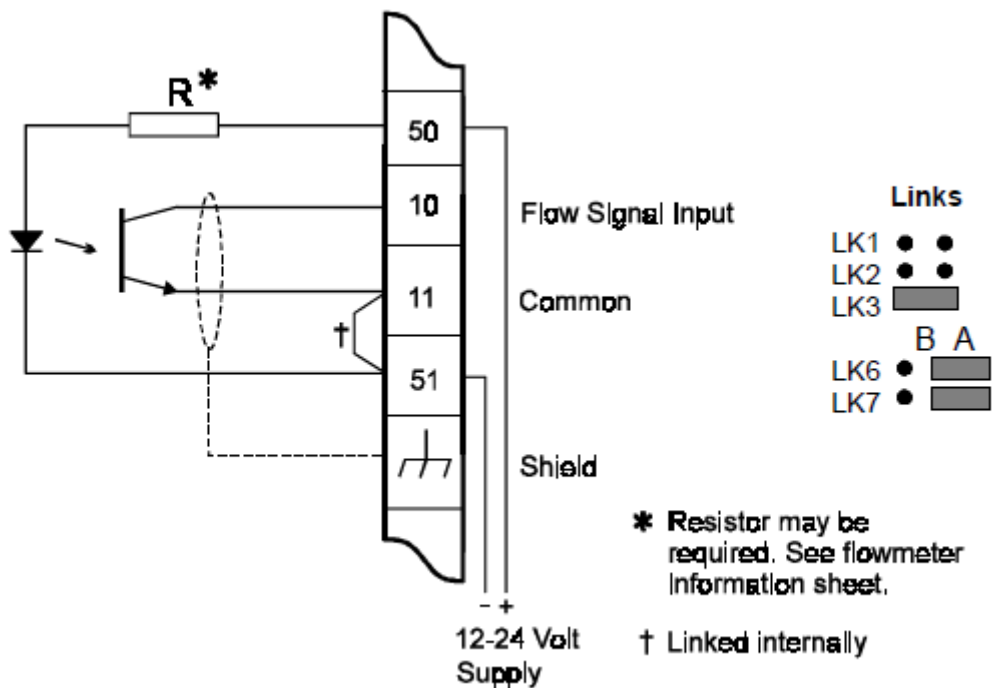 R*
50
10
Flow Signal Input
11
Common
†
51
Shield
- +
12-24 Volt
Supply
Links
LK1
LK2
LK3
B A
LK6
LK7
* Resistor may be
required. See flowmeter
Information sheet.
† Linked internally